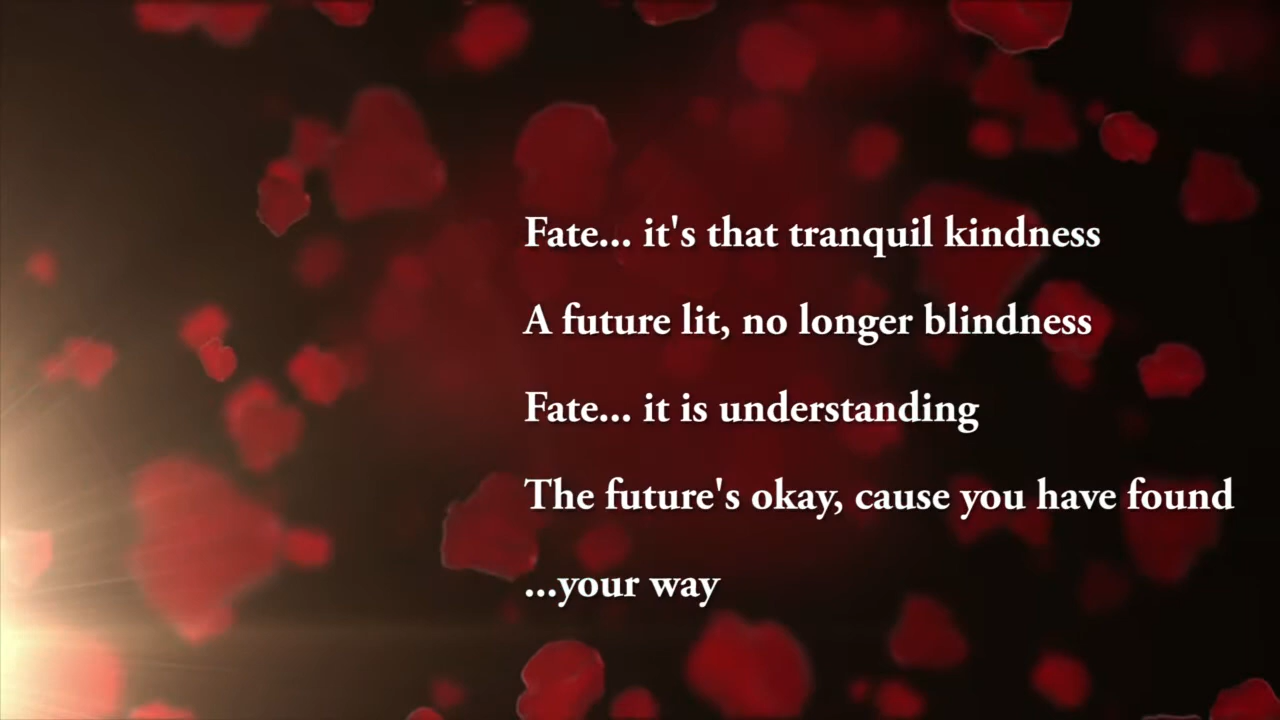 Fate... it's that tranquil kindness
A future lit, no longer blindness
Fate... it is understanding
The future's okay, cause you have found
...your way